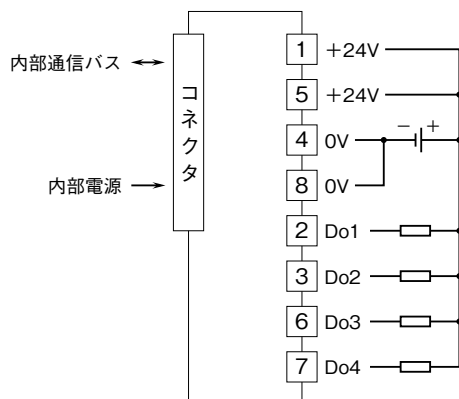 内部通信バス
内部電源
コネクタ
1 +24V
5 +24V
4 0V
− +
8 0V
2 Do1
3 Do2
6 Do3
7 Do4